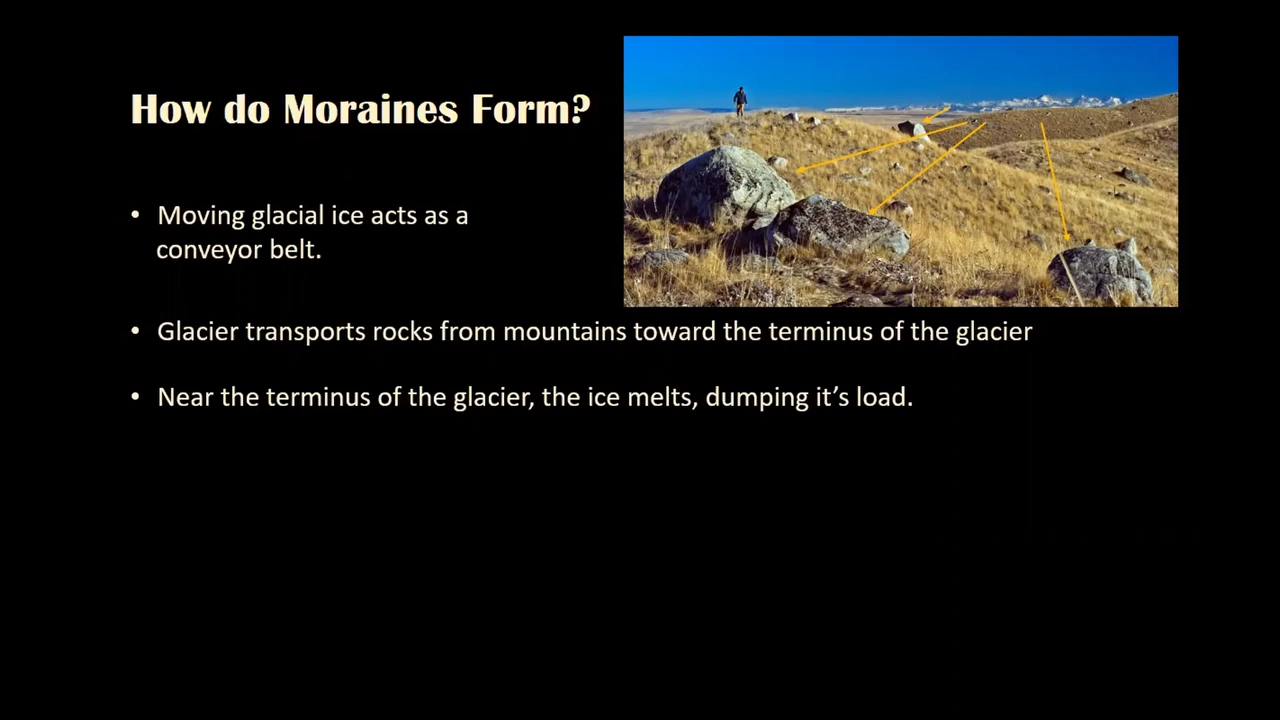 How do Moraines Form?
• Moving glacial ice acts as a
conveyor belt.
• Glacier transports rocks from mountains toward the terminus of the glacier
• Near the terminus of the glacier, the ice melts, dumping it’s load.